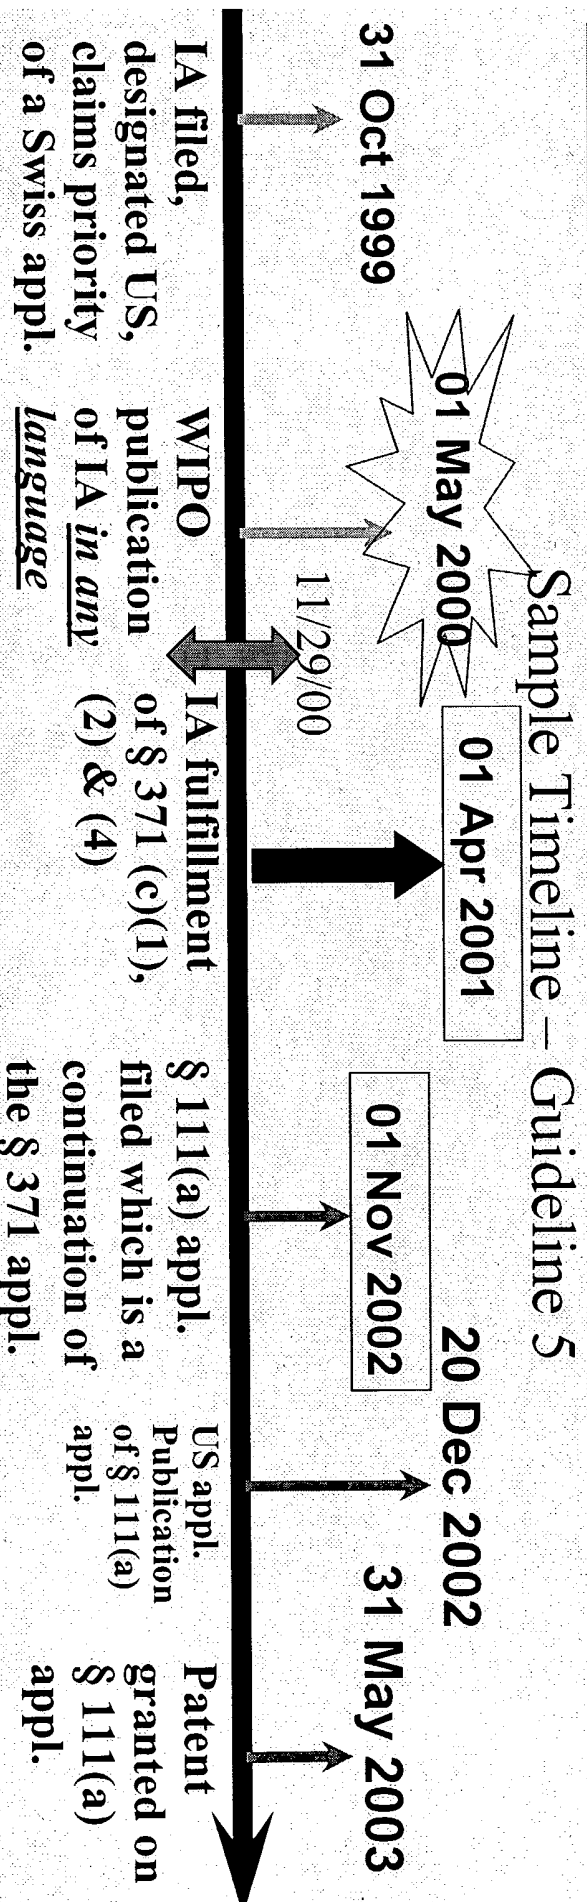 Sample Timeline – Guideline 5
31 Oct 1999
01 May 2000
11/29/00
01 Apr 2001
01 Nov 2002
20 Dec 2002
31 May 2003
IA filed,
designated US,
claims priority
of a Swiss appl.
WIPO
publication
of IA in any
language
IA fulfillment
of § 371 (c)(1),
(2) & (4)
§ 111(a) appl.
filed which is a
continuation of
the § 371 appl.
US appl.
Publication
of § 111(a)
appl.
Patent
granted on
§ 111(a)
appl.